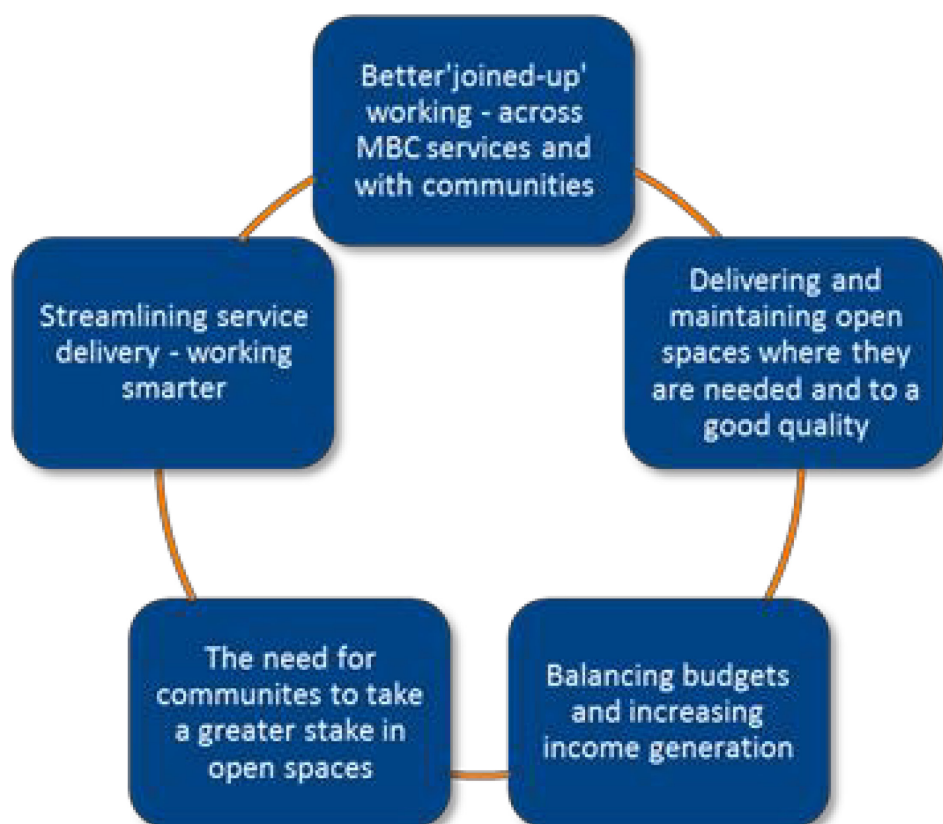 Better'joined-up'
working - across
MBC services and
with communities
Delivering and
maintaining open
spaces where they
are needed and to a
good quality
Balancing budgets
and increasing
income generation
The need for
communites to take
a greater stake in
open spaces
Streamlining service
delivery - working
smarter